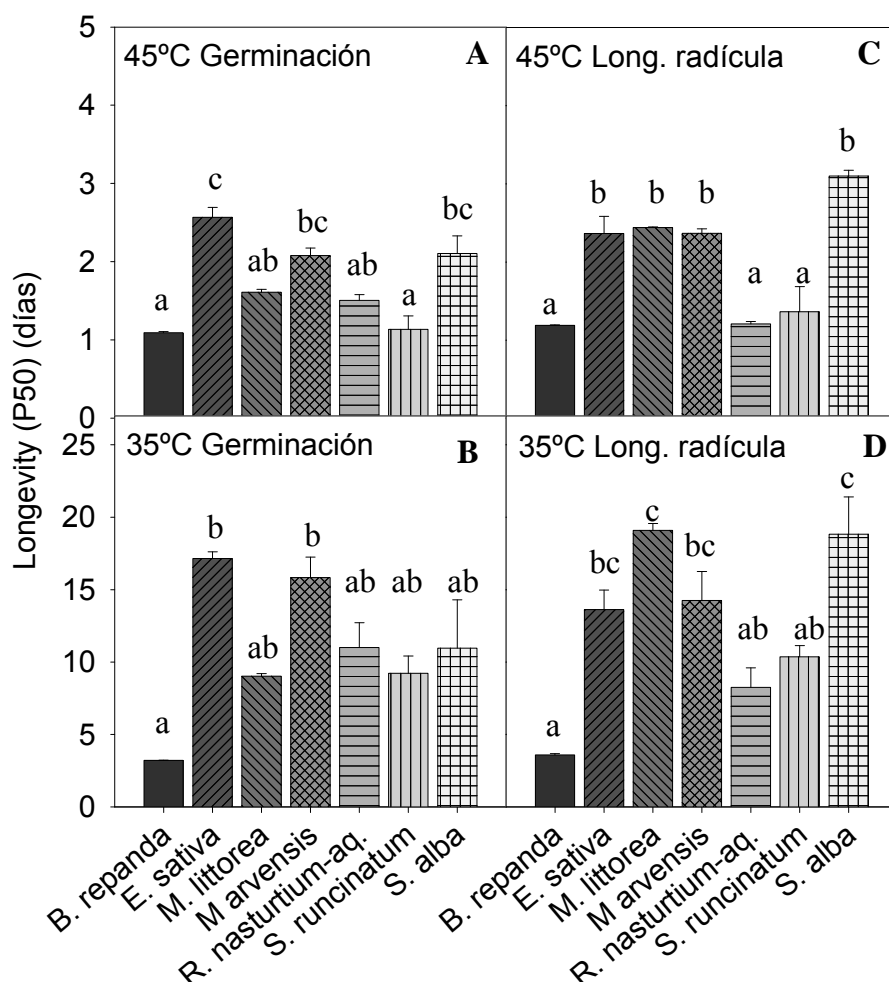 Longevity (P50) (días)
5
4
3
2
1
0
45ºC Germinación A
a c ab bc ab a bc
45ºC Long. radícula C
a b b b a a b
25
20
15
10
5
0
35ºC Germinación B
a b ab b ab ab ab
35ºC Long. radícula D
a bc c bc ab ab c
B. repanda
E. sativa
M. littorea
M arvensis
R. nasturtium-aq.
S. runcinatum
S. alba
B. repanda
E. sativa
M. littorea
M arvensis
R. nasturtium-aq.
S. runcinatum
S. alba